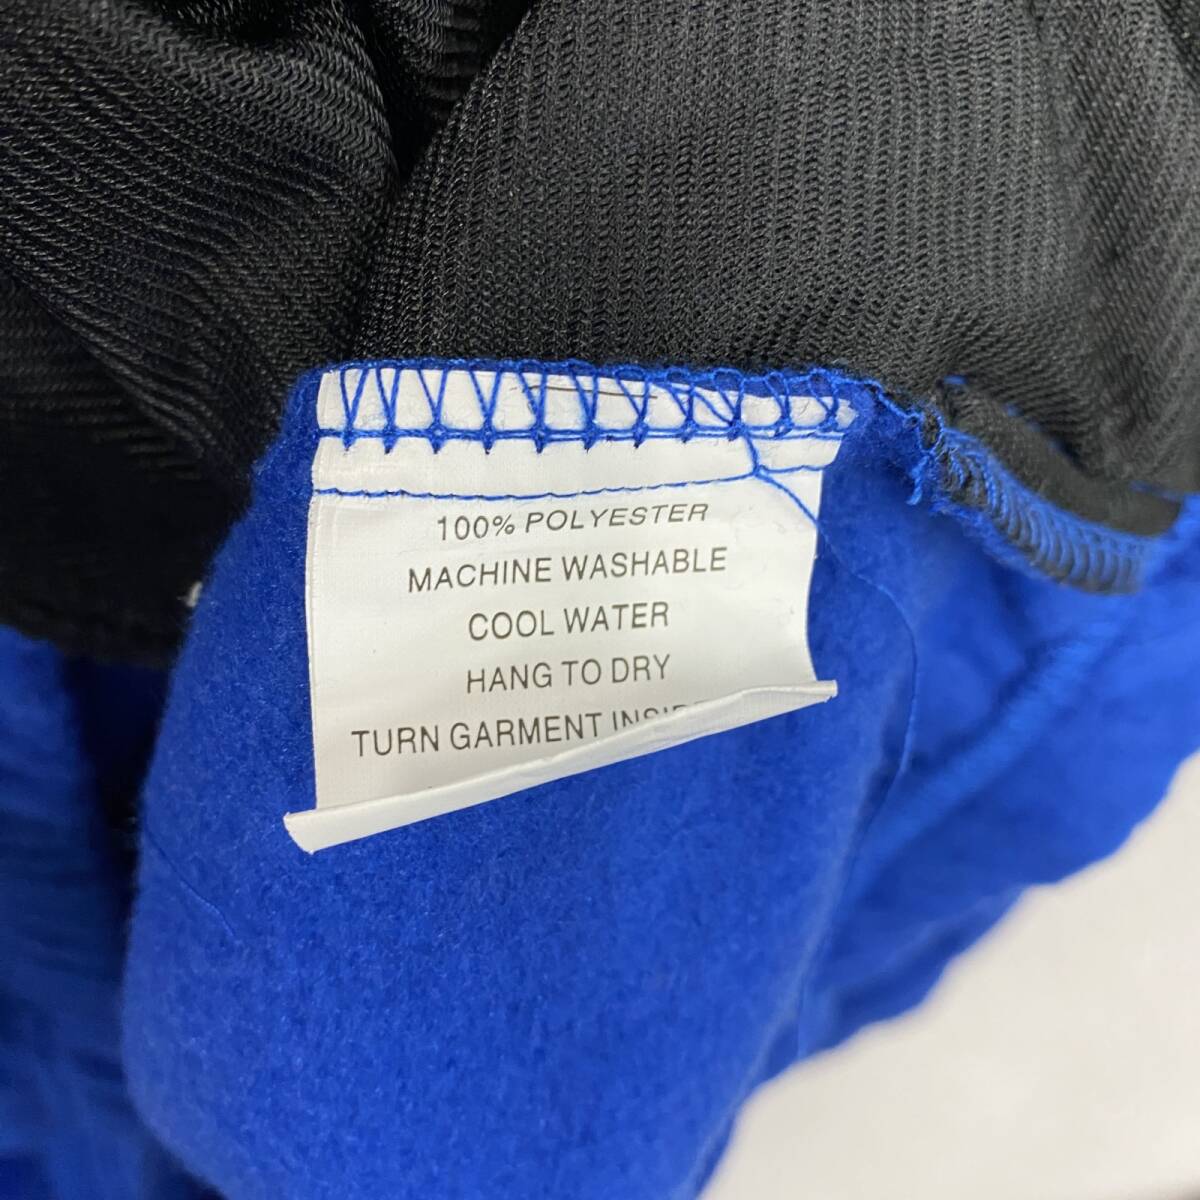 100% POLYESTER
MACHINE WASHABLE
COOL WATER
HANG TO DRY
TURN GARMENT